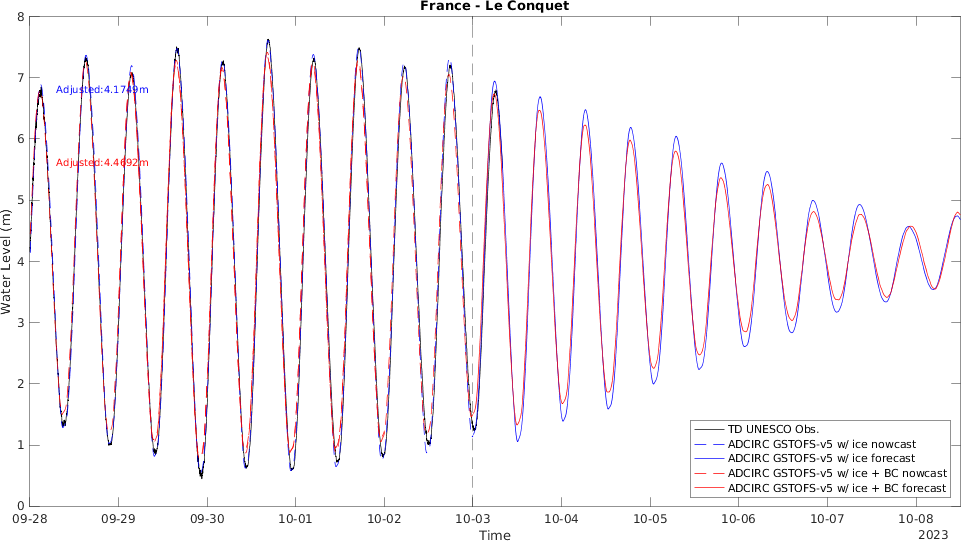 France - Le Conquet
8
7
6
5
4
3
2
1
0
Water Level (m)
Adjusted:4.1749m
Adjusted:4.4692m
TD UNESCO Obs.
ADCIRC GSTOFS-v5 w/ ice nowcast
ADCIRC GSTOFS-v5 w/ ice forecast
ADCIRC GSTOFS-v5 w/ ice + BC nowcast
ADCIRC GSTOFS-v5 w/ ice + BC forecast
09-28 09-29 09-30 10-01 10-02 10-03 10-04 10-05 10-06 10-07 10-08
Time
2023